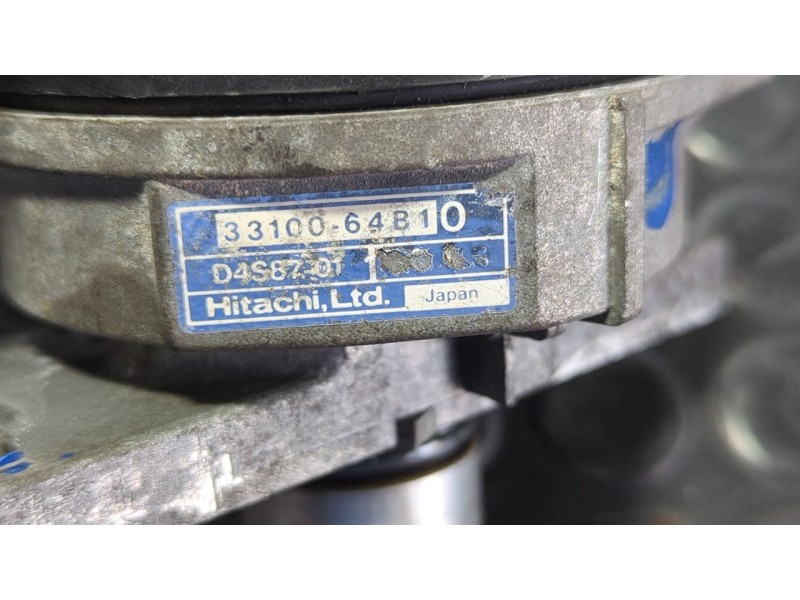 33100-64B10
D4S87-01
Hitachi, Ltd. Japan